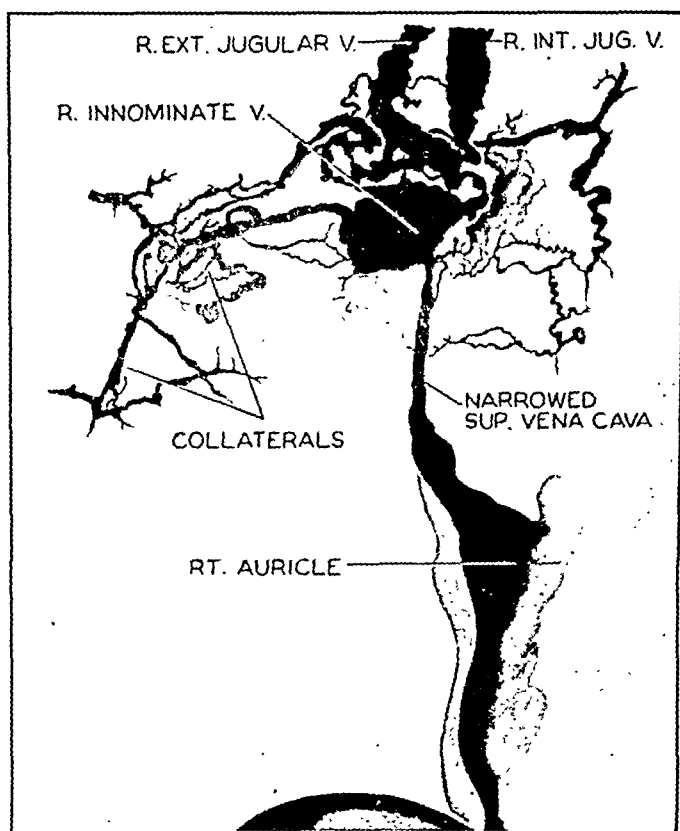 R. EXT. JUGULAR V.
R. INT. JUG. V.
R. INNOMINATE V.
NARROWED
SUP. VENA CAVA
COLLATERALS
RT. AURICLE